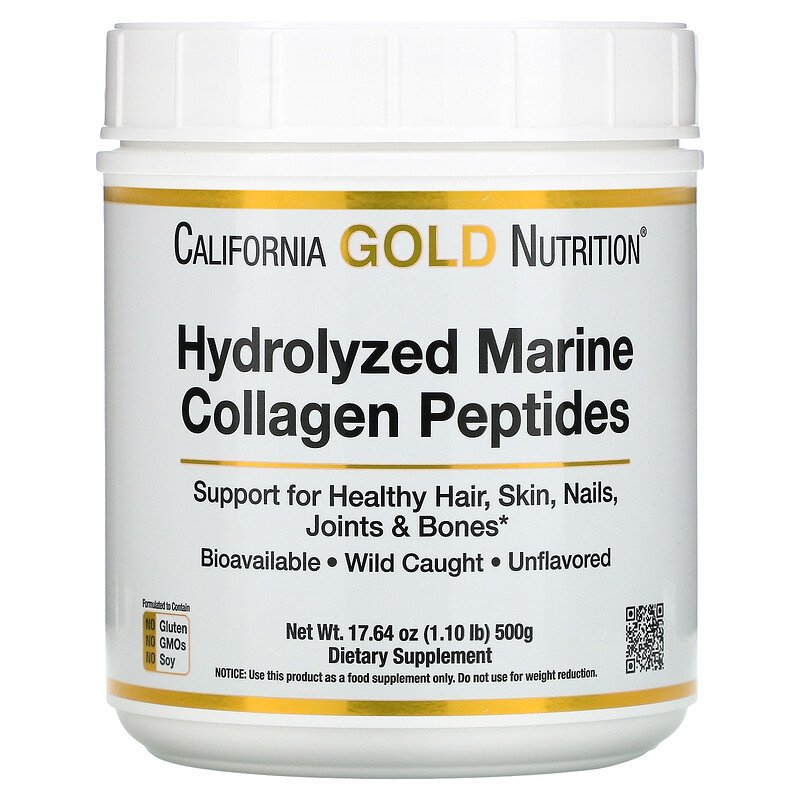 CALIFORNIA GOLD NUTRITION®
Hydrolyzed Marine
Collagen Peptides
Support for Healthy Hair, Skin, Nails,
Joints & Bones*
Bioavailable • Wild Caught • Unflavored
Formulated to Contain
NO Gluten
NO GMOs
NO Soy
Net Wt. 17.64 oz (1.10 lb) 500g
Dietary Supplement
NOTICE: Use this product as a food supplement only. Do not use for weight reduction.